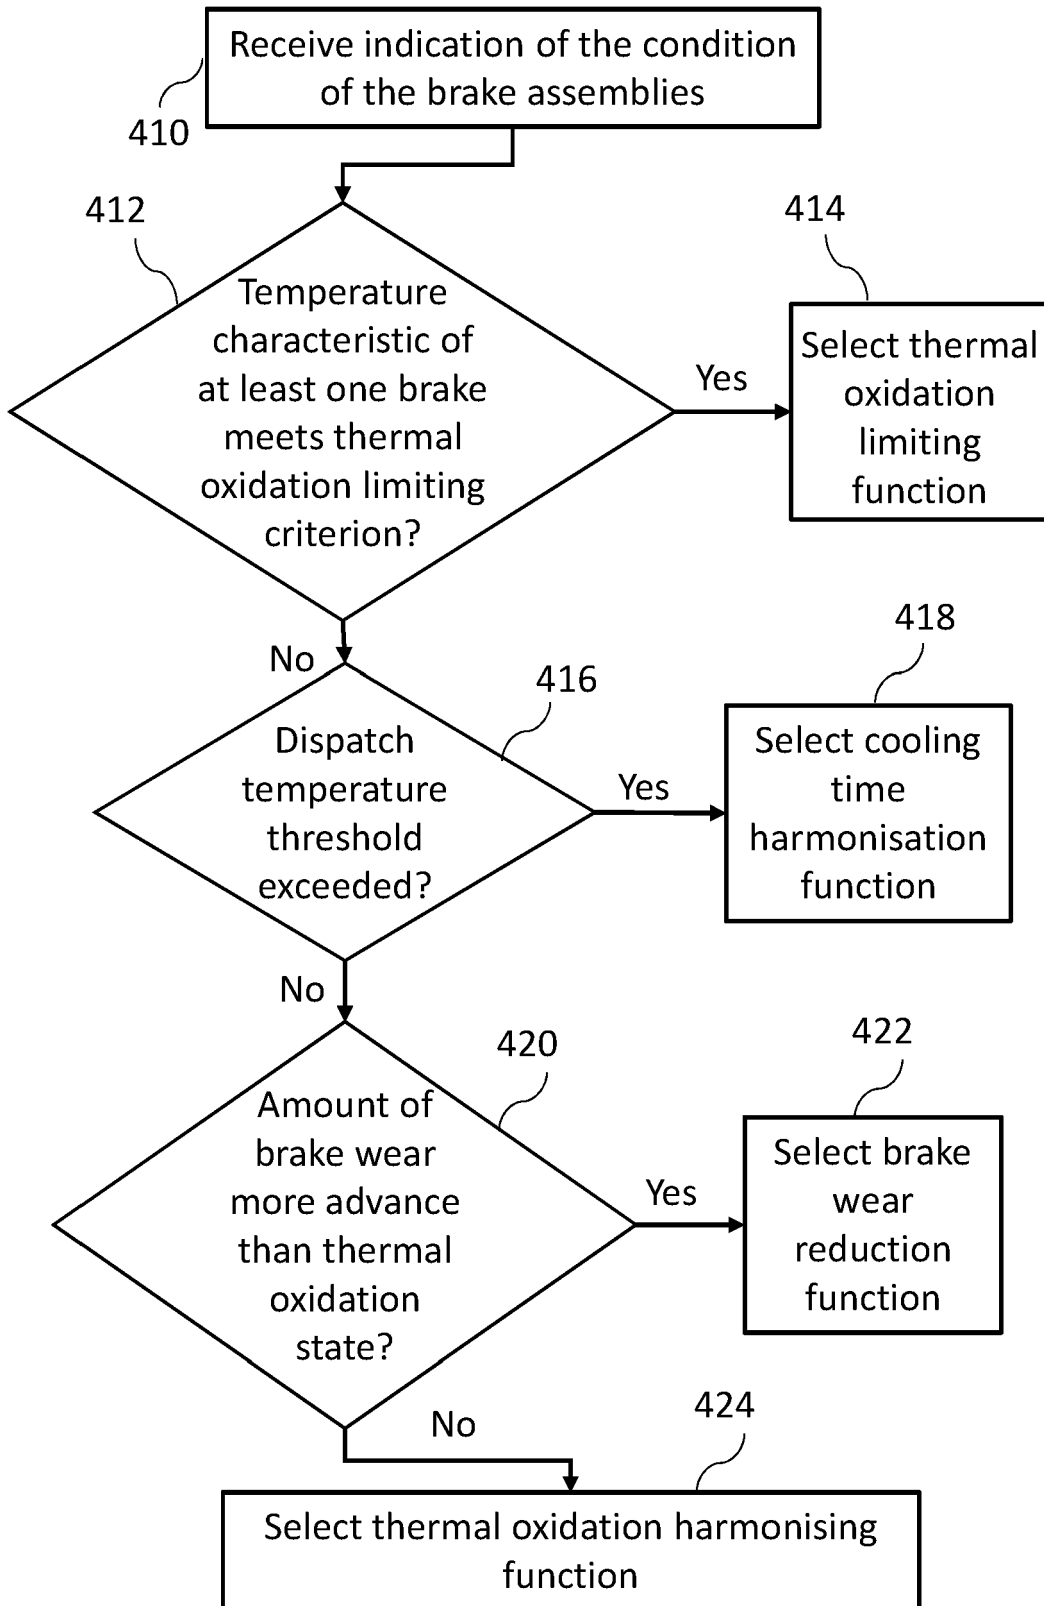 Receive indication of the condition
of the brake assemblies
410
412
Temperature
characteristic of
at least one brake
meets thermal
oxidation limiting
criterion?
Yes
414
Select thermal
oxidation
limiting
function
No
416
Dispatch
temperature
threshold
exceeded?
Yes
418
Select cooling
time
harmonisation
function
No
420
Amount of
brake wear
more advance
than thermal
oxidation
state?
Yes
422
Select brake
wear
reduction
function
No
424
Select thermal oxidation harmonising
function